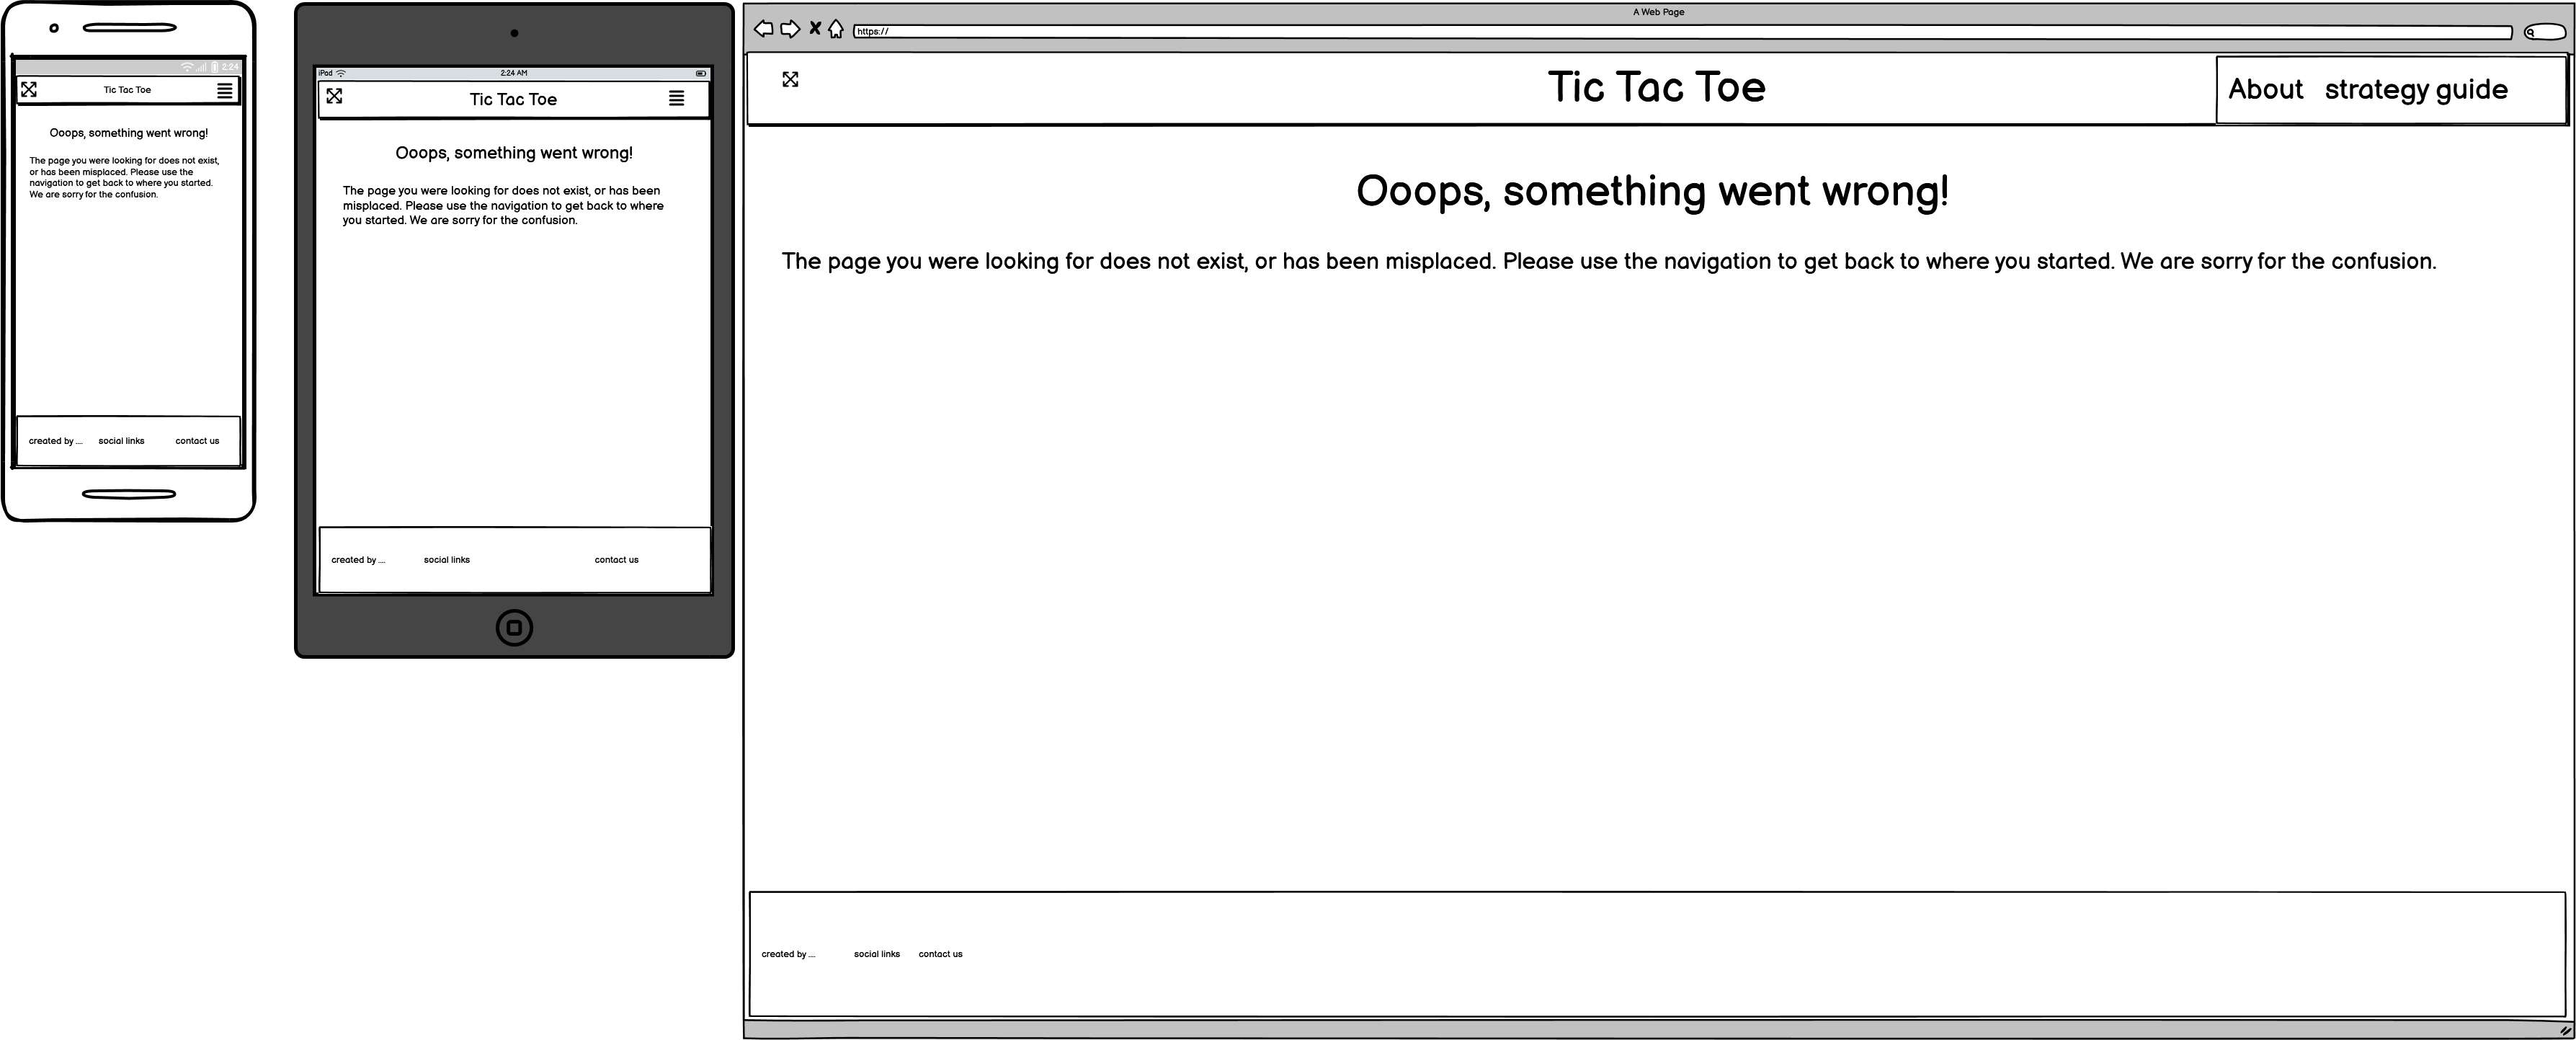 2:24
Tic Tac Toe
Ooops, something went wrong!
The page you were looking for does not exist,
or has been misplaced. Please use the
navigation to get back to where you started.
We are sorry for the confusion.
created by ... social links contact us
iPad 2:24 AM
Tic Tac Toe
Ooops, something went wrong!
The page you were looking for does not exist, or has been
misplaced. Please use the navigation to get back to where
you started. We are sorry for the confusion.
created by ... social links contact us
A Web Page
https://
Tic Tac Toe
About strategy guide
Ooops, something went wrong!
The page you were looking for does not exist, or has been misplaced. Please use the navigation to get back to where you started. We are sorry for the confusion.
created by ... social links contact us